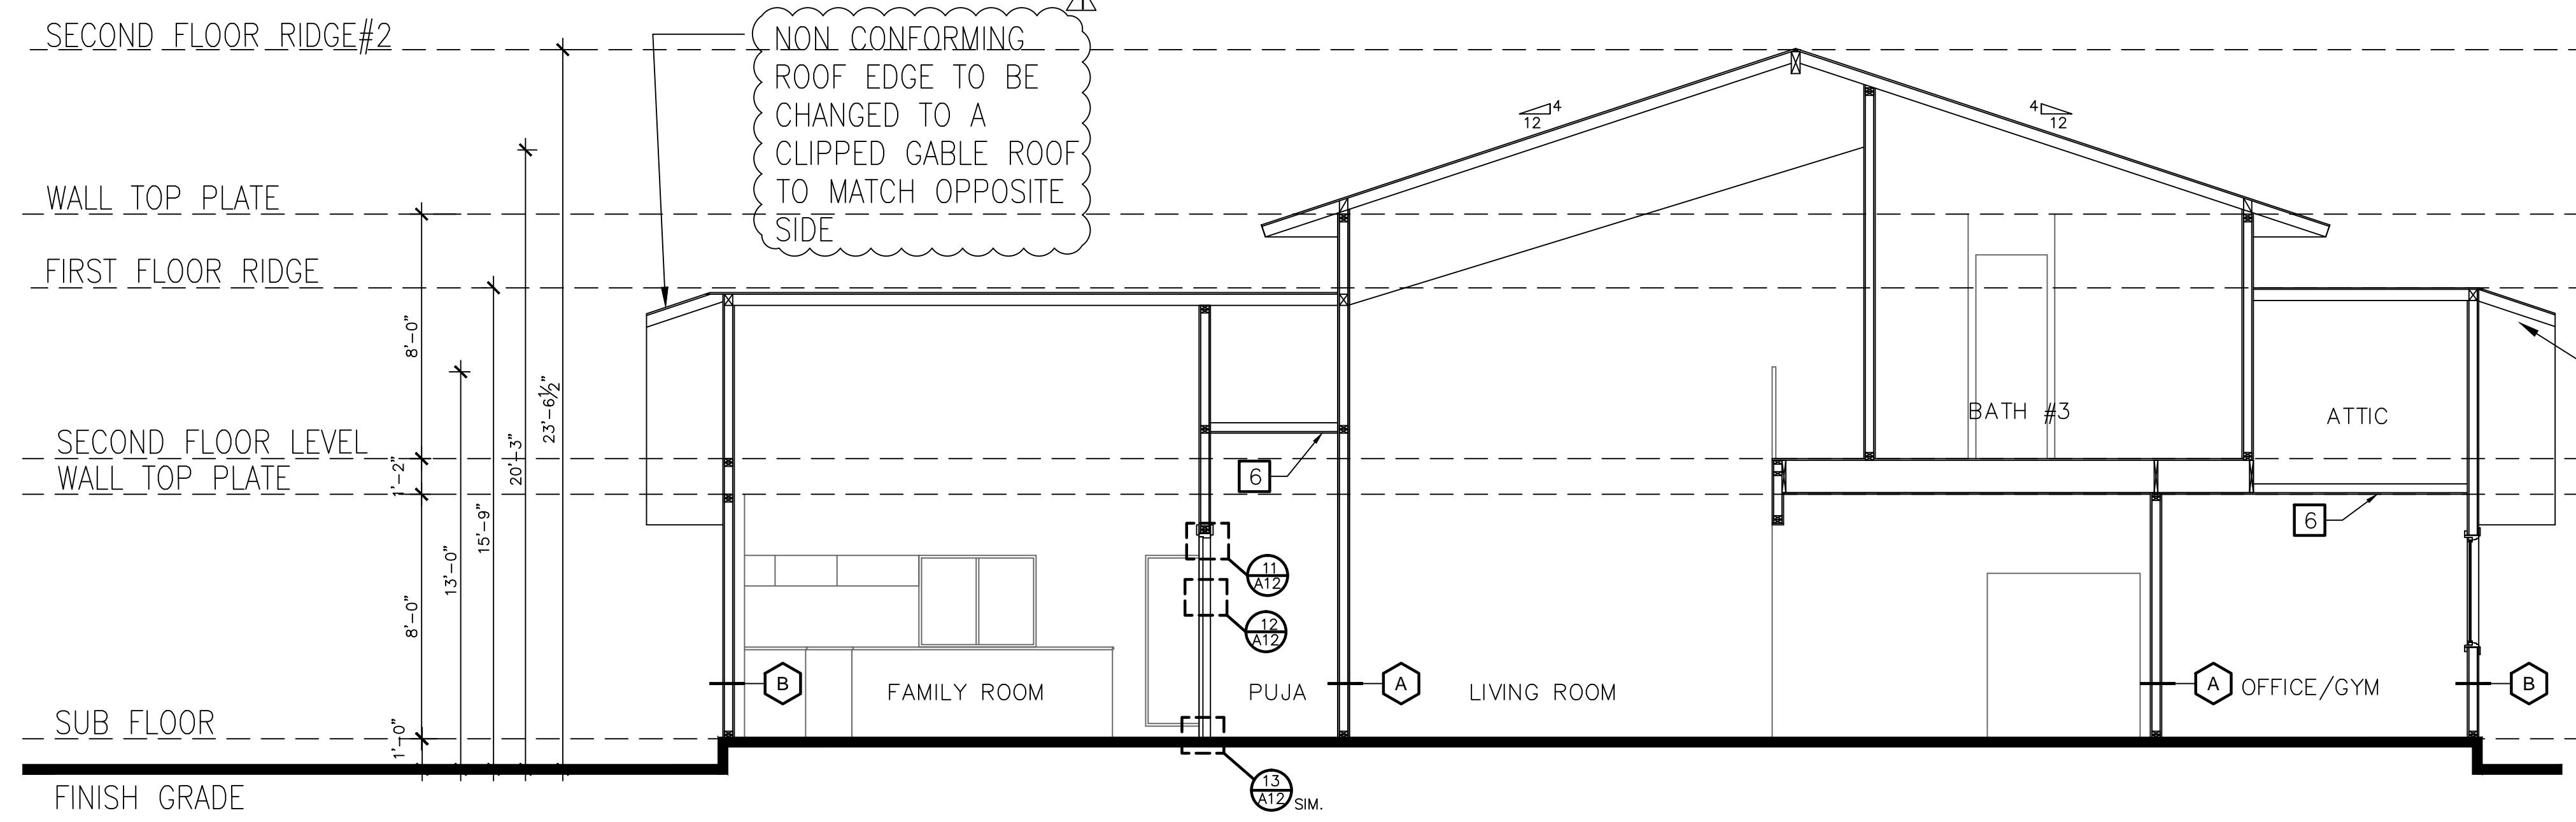 SECOND FLOOR RIDGE#2
NON CONFORMING
ROOF EDGE TO BE
CHANGED TO A
CLIPPED GABLE ROOF
TO MATCH OPPOSITE
SIDE
4
12
4
12
WALL TOP PLATE
FIRST FLOOR RIDGE
8'-0"
23'-6½"
20'-3"
15'-9"
13'-0"
BATH #3
ATTIC
SECOND FLOOR LEVEL
WALL TOP PLATE
1'-2"
6
6
11
A12
12
A12
8'-0"
B
FAMILY ROOM
PUJA
A
LIVING ROOM
A
OFFICE/GYM
B
SUB FLOOR
1'-0"
FINISH GRADE
13
A12
SIM.